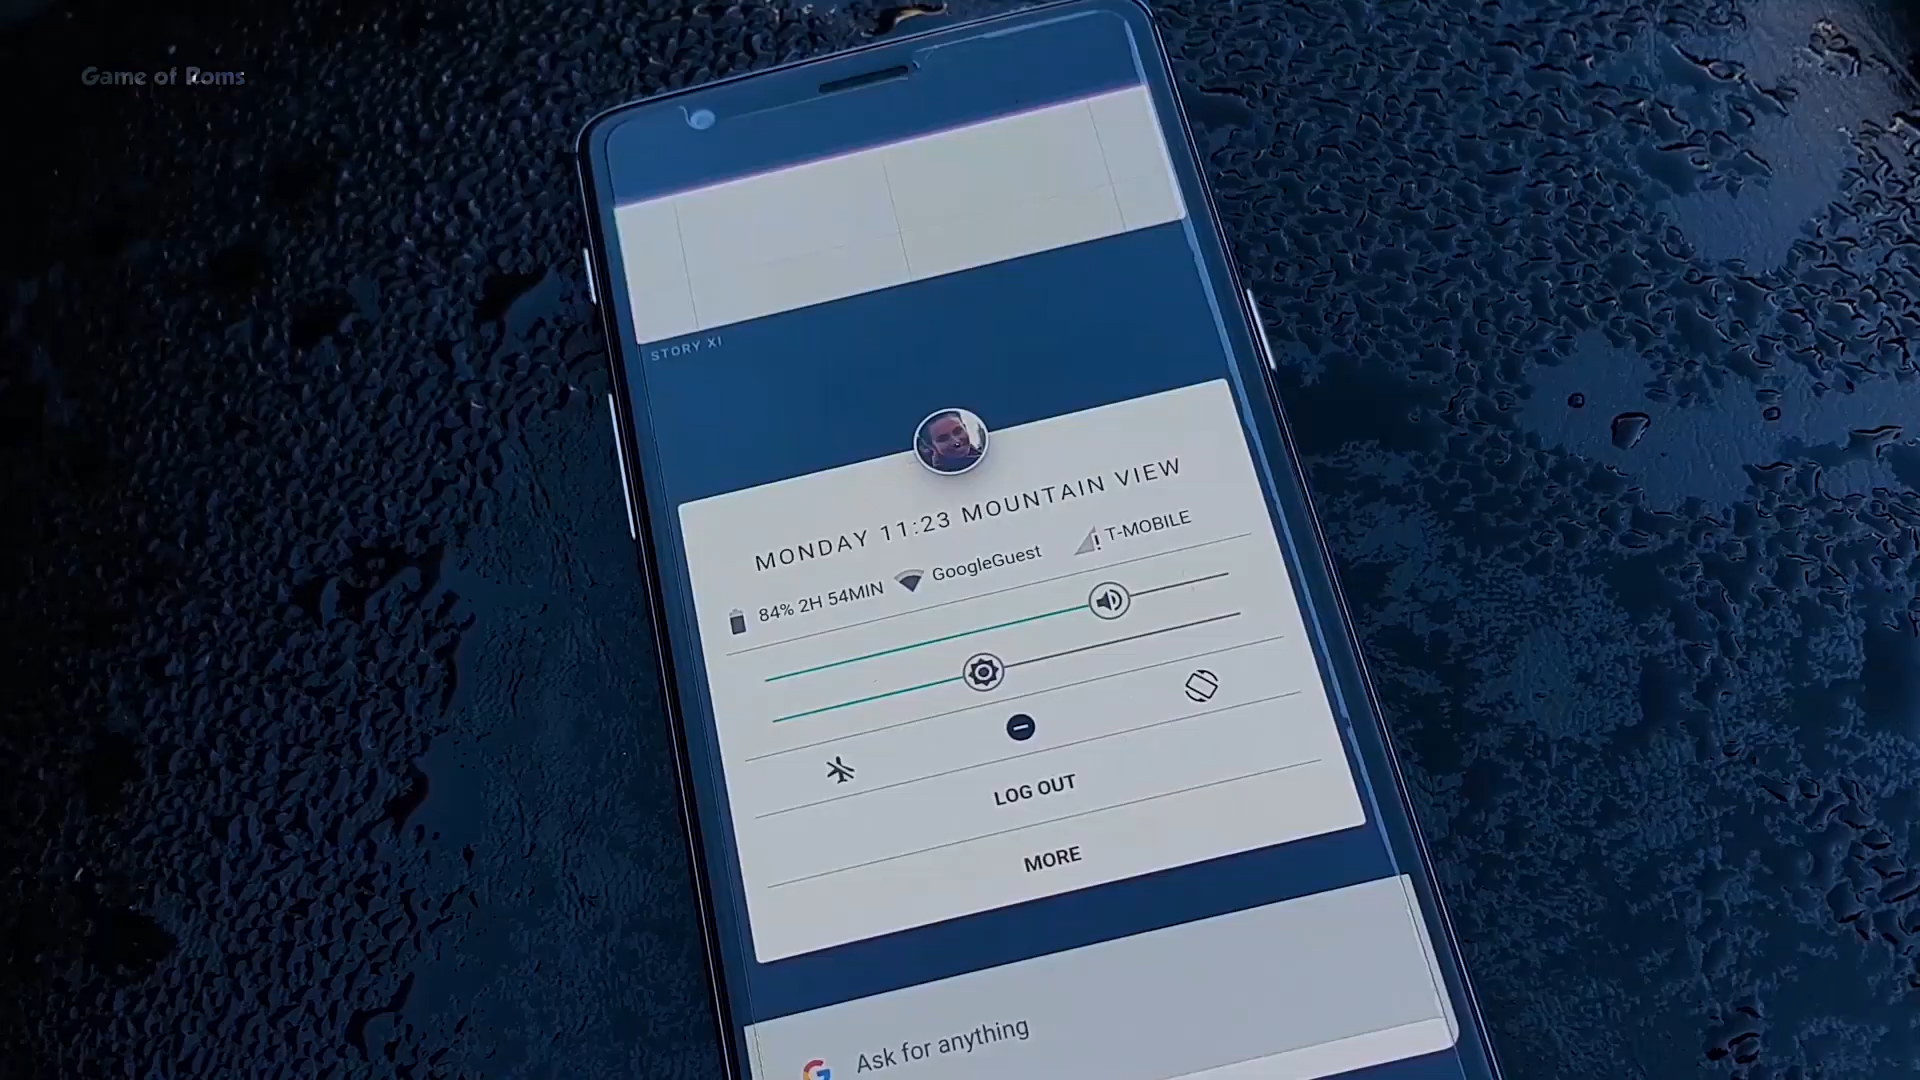 Game of Roms
STORY XI
MONDAY 11:23 MOUNTAIN VIEW
84% 2H 54MIN GoogleGuest T-MOBILE
LOG OUT
MORE
Ask for anything